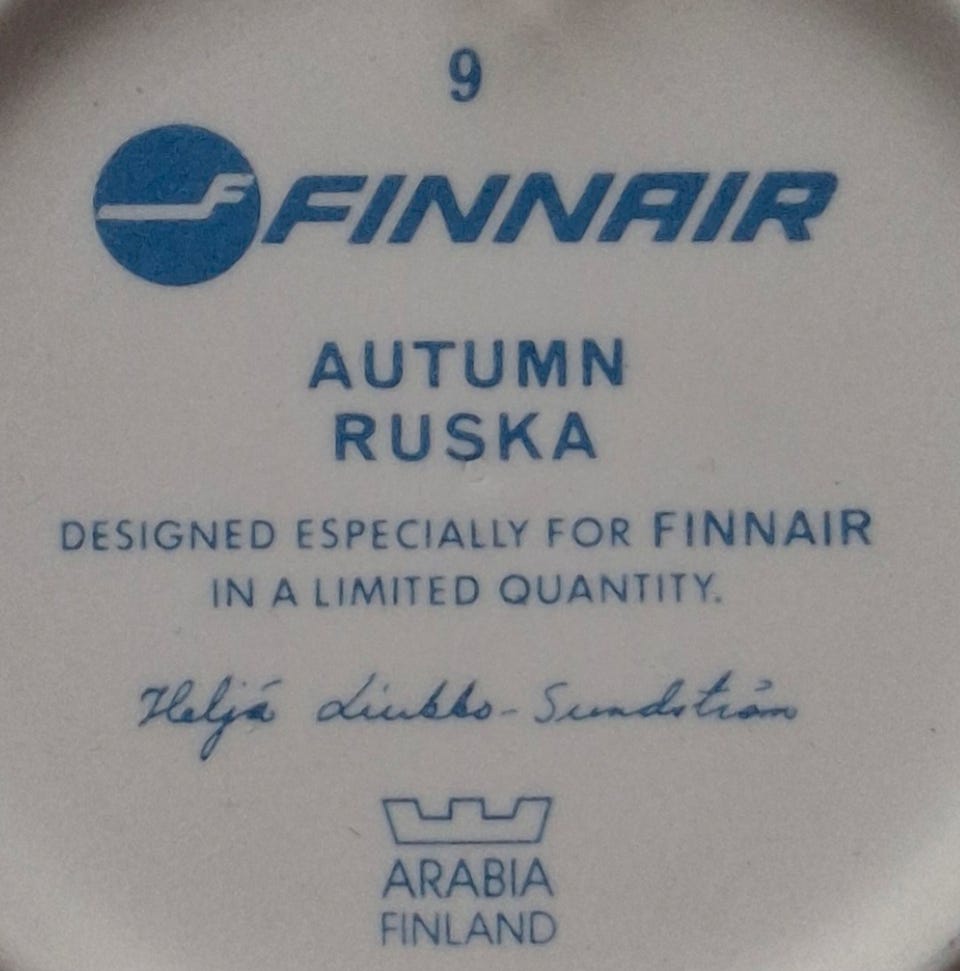 9
F FINNAIR
AUTUMN
RUSKA
DESIGNED ESPECIALLY FOR FINNAIR
IN A LIMITED QUANTITY.
Heljä Liukko-Sundström
ARABIA
FINLAND